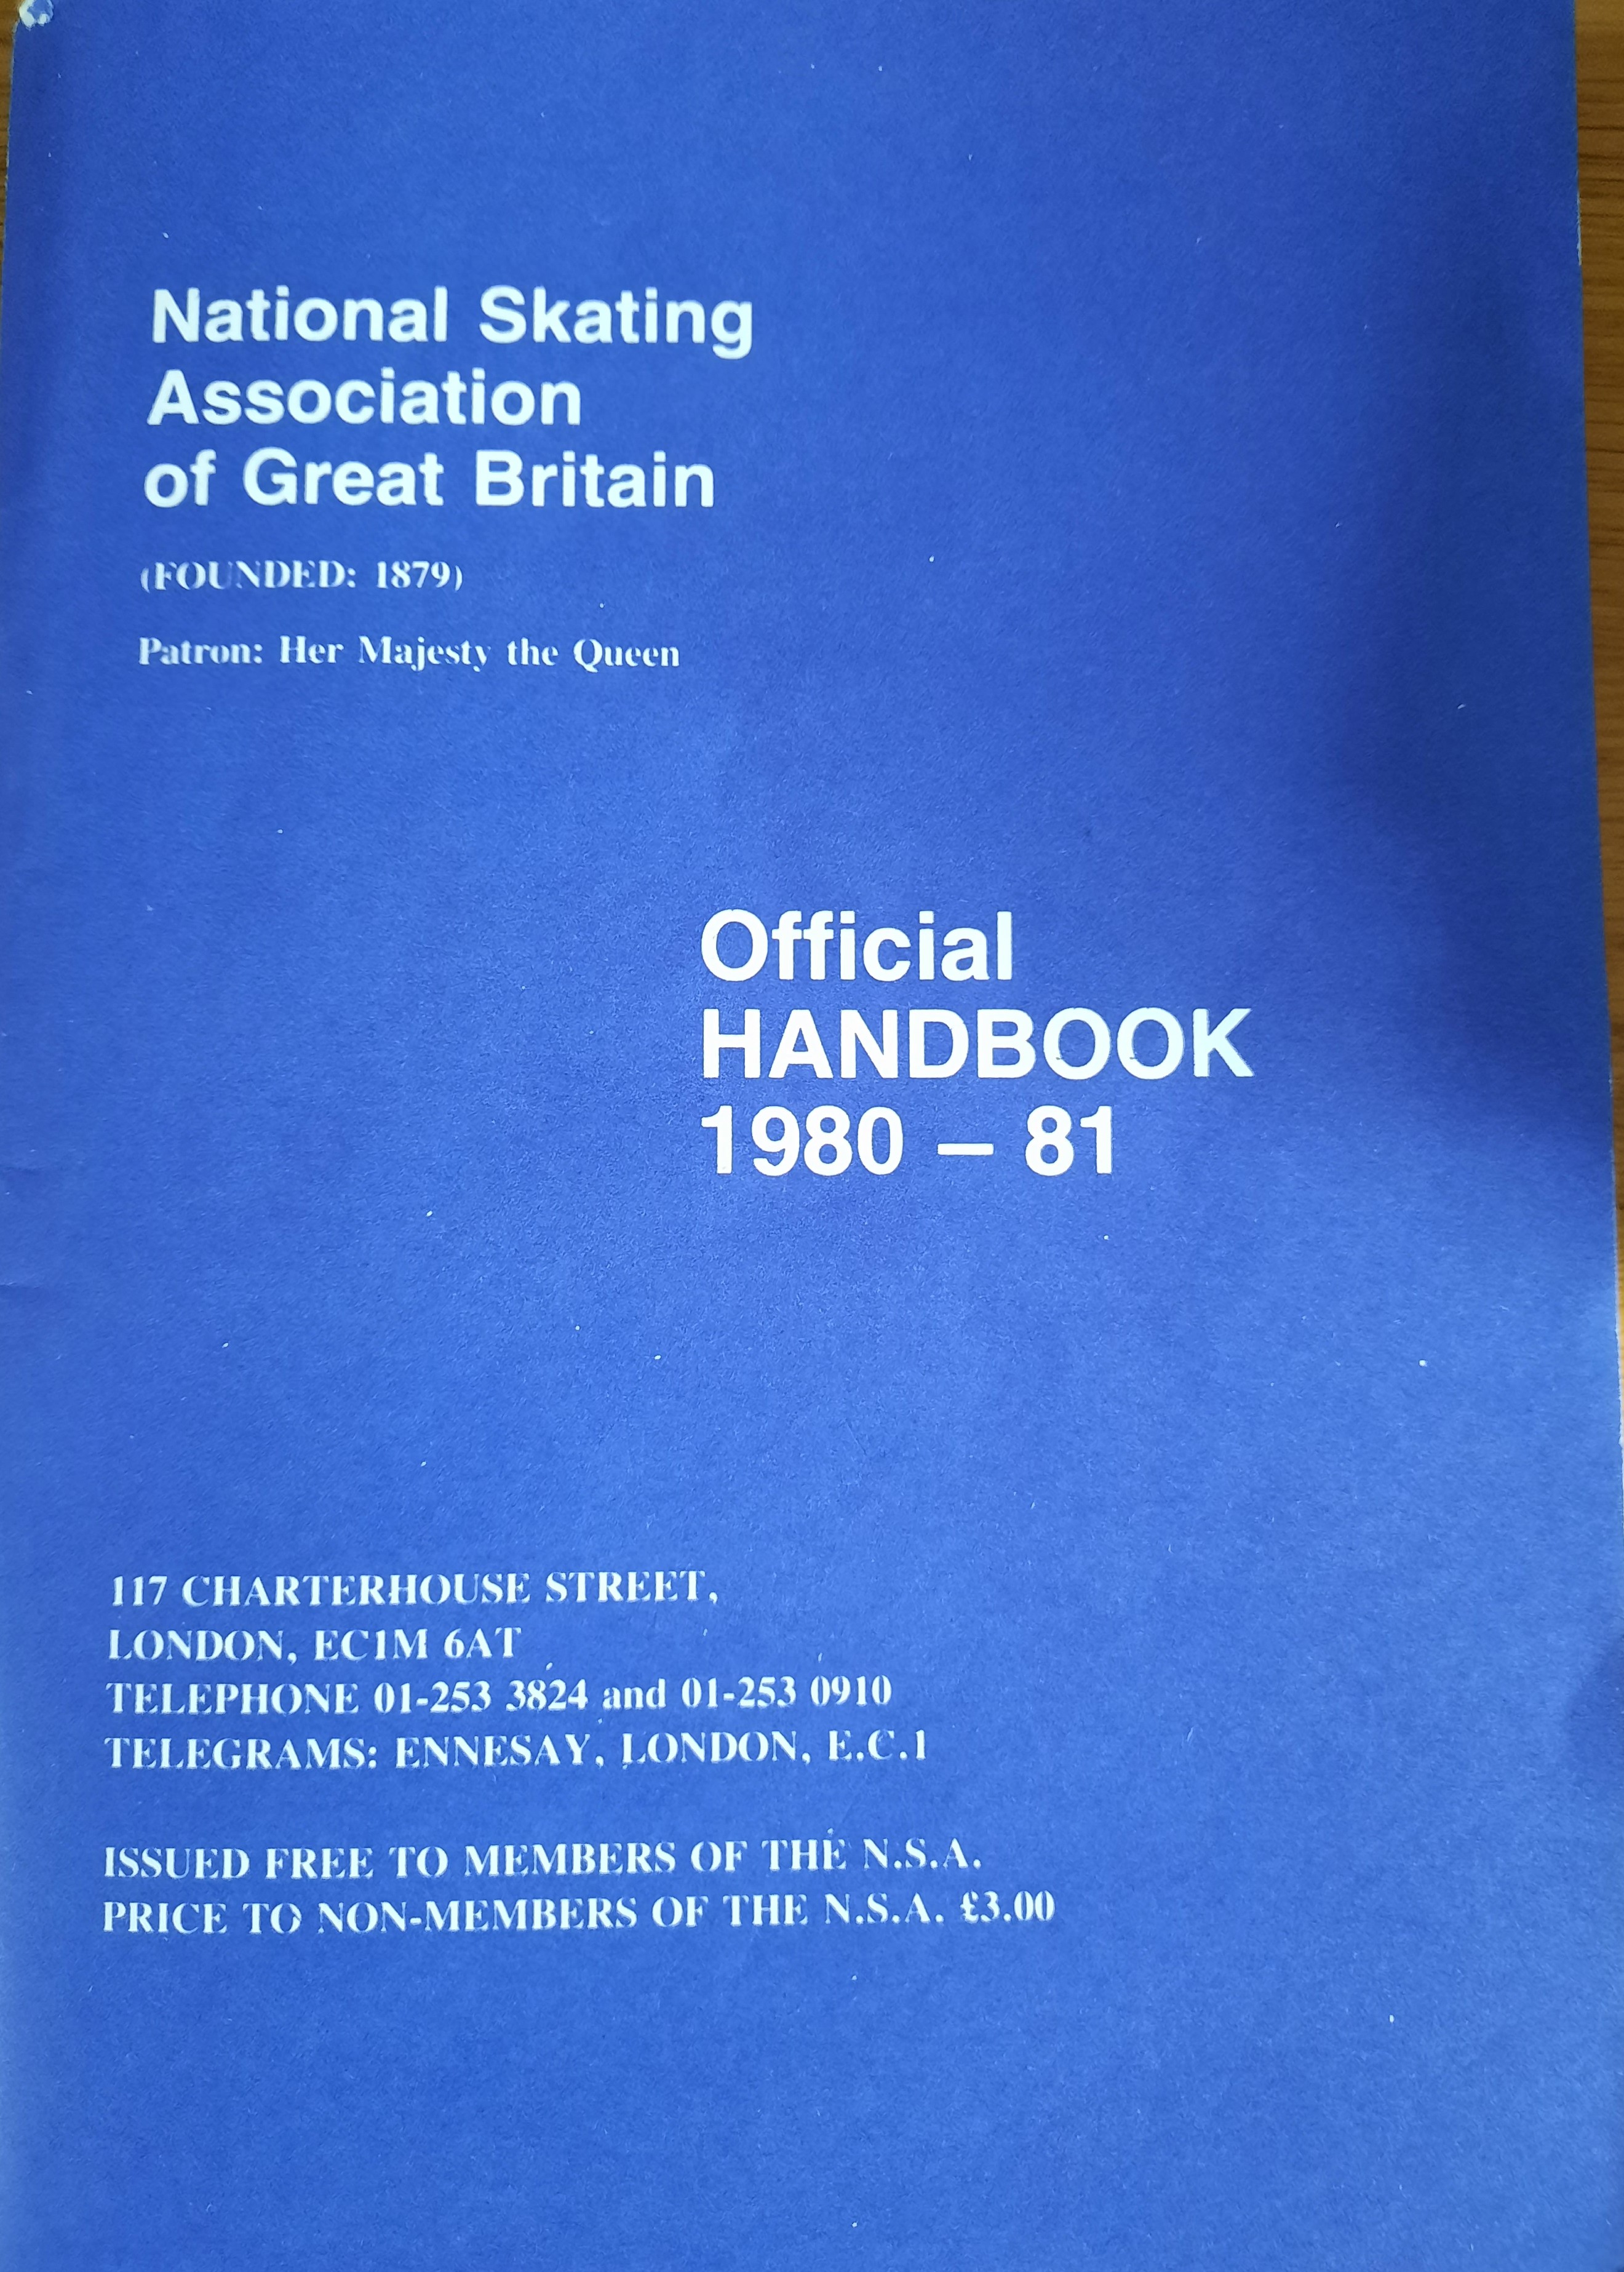 National Skating
Association
of Great Britain
(FOUNDED: 1879)
Patron: Her Majesty the Queen
Official
HANDBOOK
1980 – 81
117 CHARTERHOUSE STREET,
LONDON, EC1M 6AT
TELEPHONE 01-253 3824 and 01-253 0910
TELEGRAMS: ENNESAY, LONDON, E.C.1
ISSUED FREE TO MEMBERS OF THE N.S.A.
PRICE TO NON-MEMBERS OF THE N.S.A. £3.00